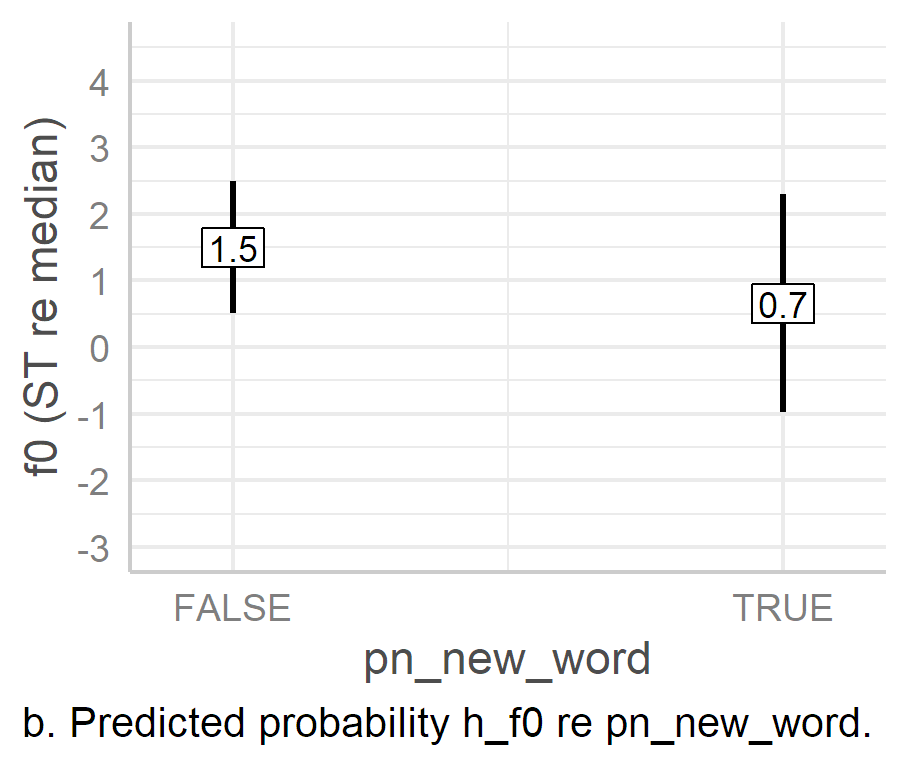 f0 (ST re median)
4
3
2
1
0
-1
-2
-3
1.5
0.7
FALSE
TRUE
pn_new_word
b. Predicted probability h_f0 re pn_new_word.